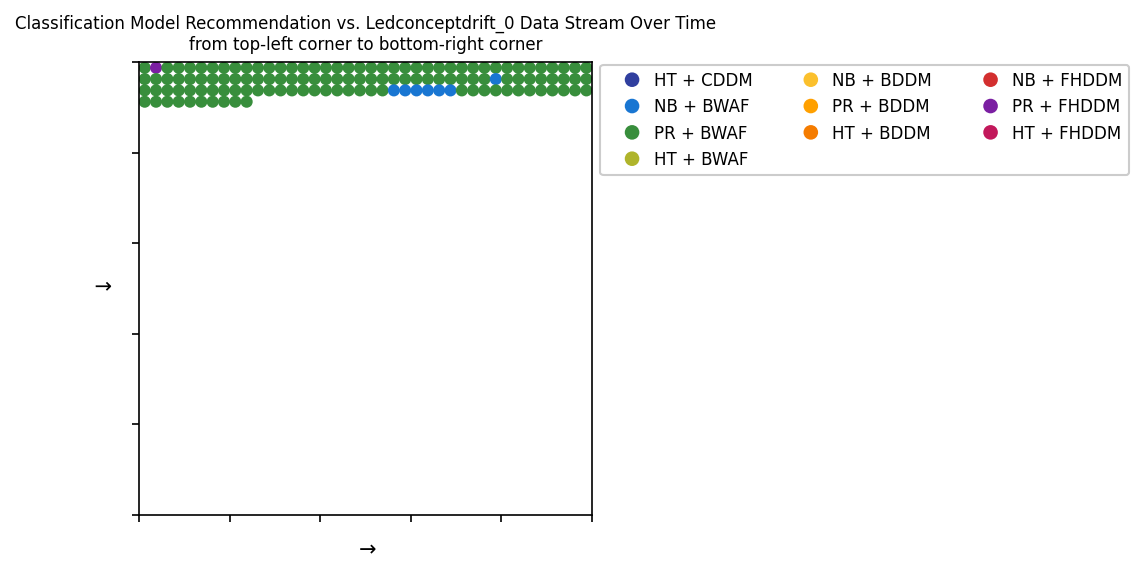 Classification Model Recommendation vs. Ledconceptdrift_0 Data Stream Over Time
from top-left corner to bottom-right corner
HT + CDDM
NB + BWAF
PR + BWAF
HT + BWAF
NB + BDDM
PR + BDDM
HT + BDDM
NB + FHDDM
PR + FHDDM
HT + FHDDM
→
→